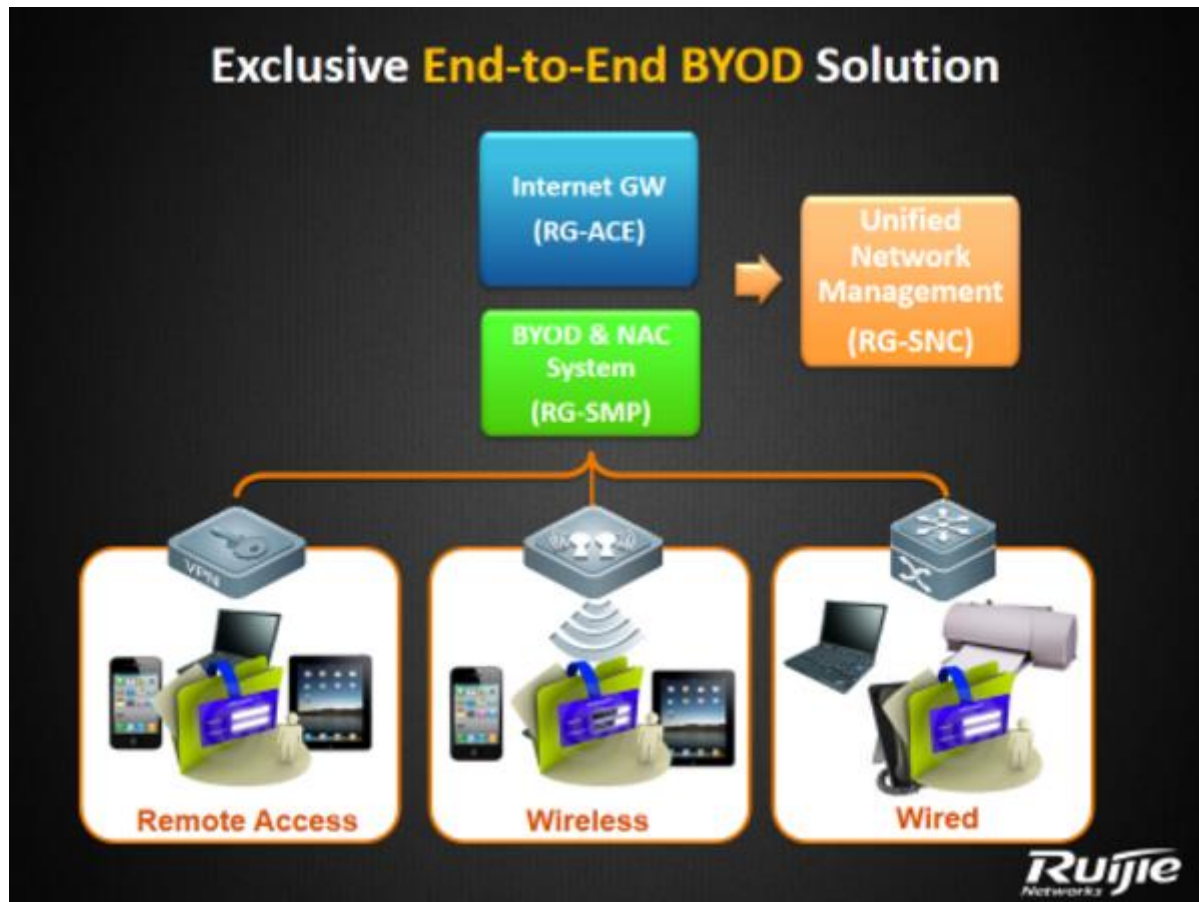 Exclusive End-to-End BYOD Solution
Internet GW
(RG-ACE)
Unified
Network
Management
(RG-SNC)
BYOD & NAC
System
(RG-SMP)
VPN
Remote Access
Wireless
Wired
Ruijie
Networks